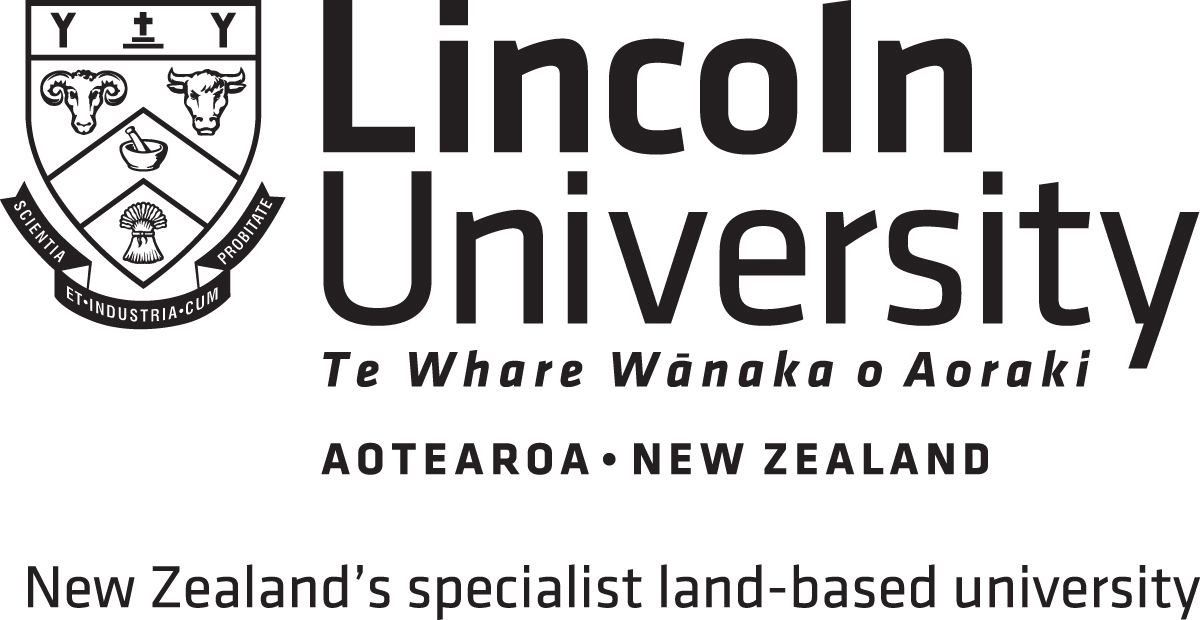 Y Y
SCIENTIA ET•INDUSTRIA•CUM PROBITATE
Lincoln
University
Te Whare Wānaka o Aoraki
AOTEAROA • NEW ZEALAND
New Zealand’s specialist land-based university